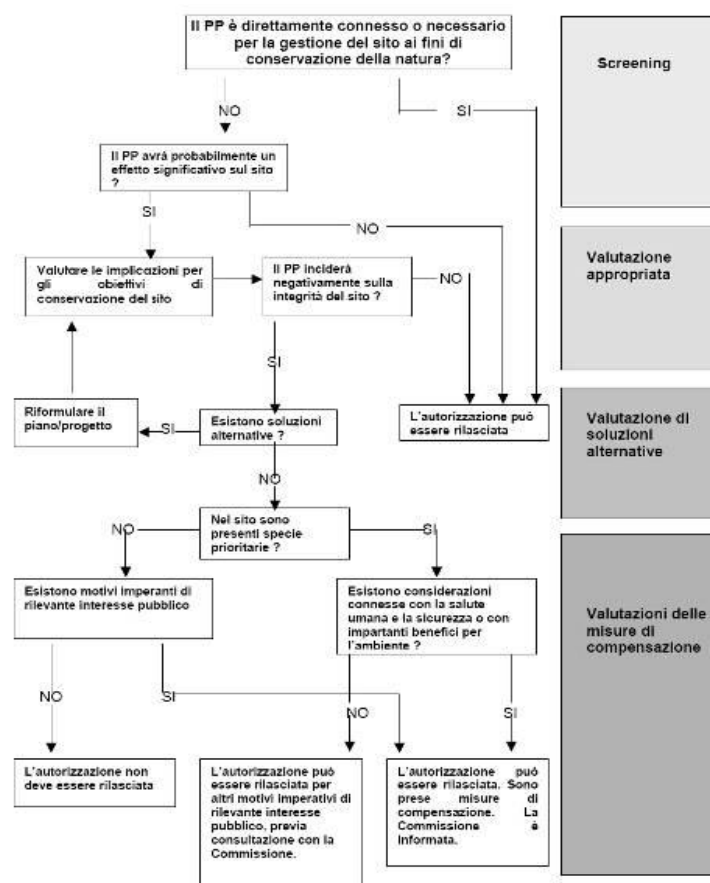 Il PP è direttamente connesso o necessario
per la gestione del sito ai fini di
conservazione della natura?
Screening
NO
SI
Il PP avrà probabilmente un
effetto significativo sul sito
?
SI
NO
Valutare le implicazioni per
gli obiettivi di
conservazione del sito
Il PP inciderà
negativamente sulla
integrità del sito ?
NO
Valutazione
appropriata
SI
Riformulare il
piano/progetto
SI
Esistono soluzioni
alternative ?
L'autorizzazione può
essere rilasciata
Valutazione di
soluzioni
alternative
NO
Nel sito sono
presenti specie
prioritarie ?
NO
SI
Esistono motivi imperanti di
rilevante interesse pubblico
Esistono considerazioni
connesse con la salute
umana e la sicurezza o con
impartanti benefici per
l'ambiente ?
Valutazioni delle
misure di
compensazione
NO
SI
NO
SI
L'autorizzazione non
deve essere rilasciata
L'autorizzazione può
essere rilasciata per
altri motivi imperativi di
rilevante interesse
pubblico, previa
consultazione con la
Commissione.
L'autorizzazione può
essere rilasciata. Sono
prese misure di
compensazione. La
Commissione è
Informata.